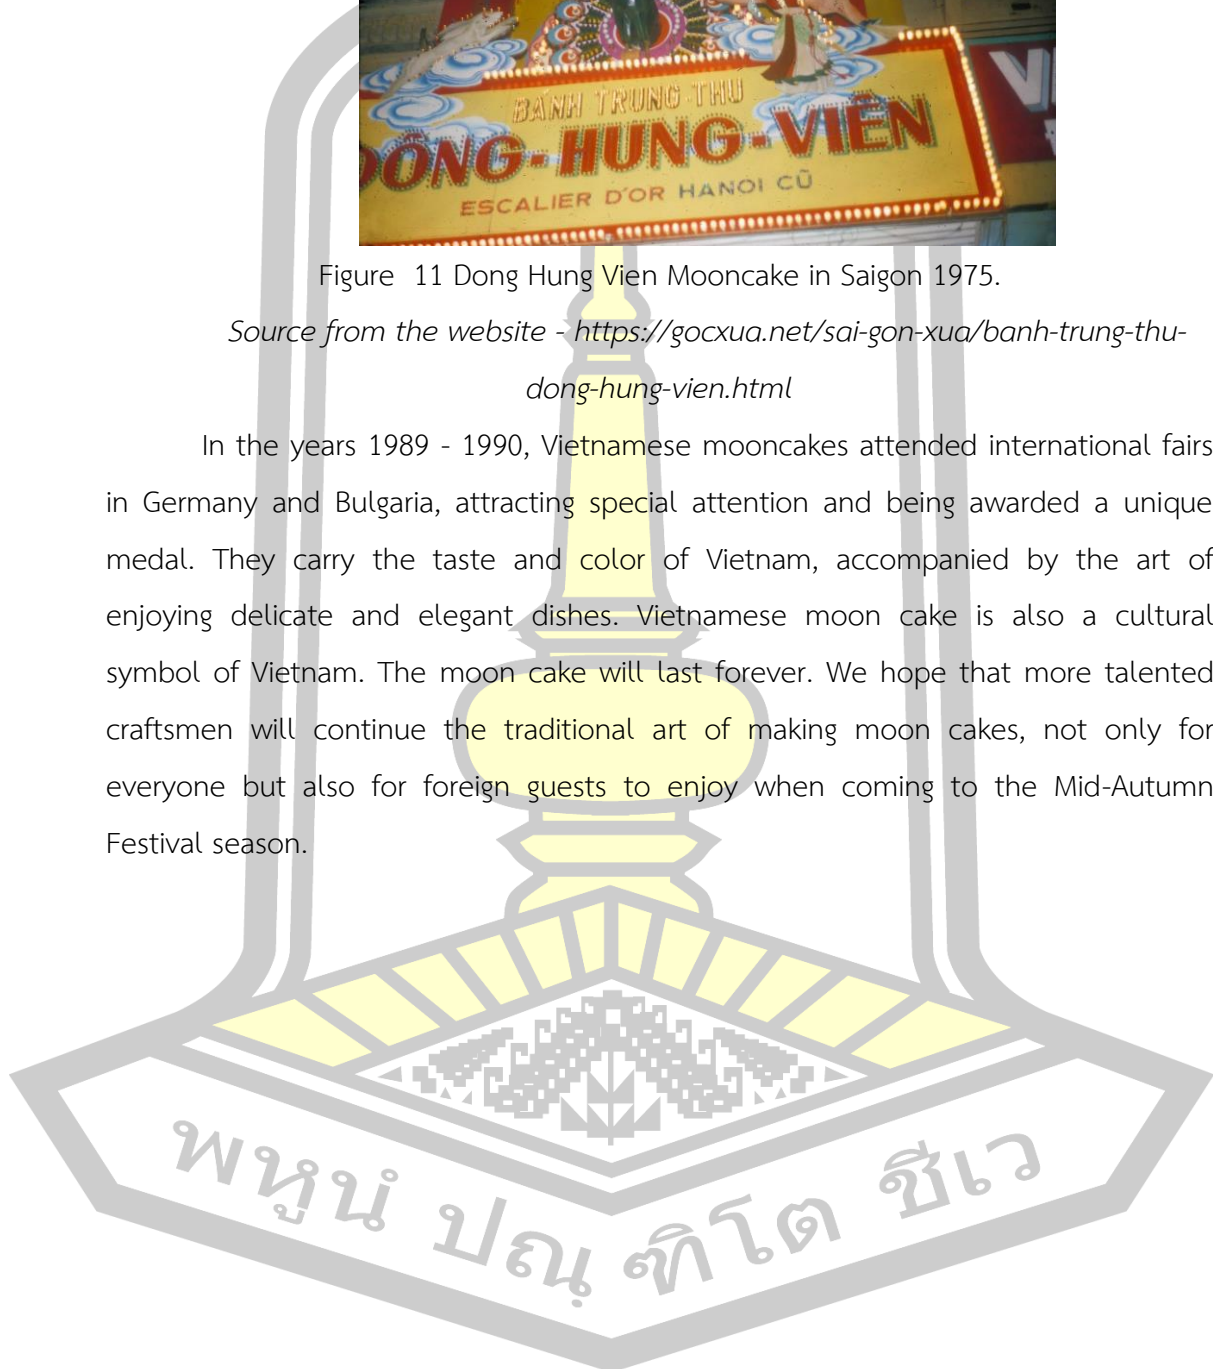 BÁNH TRUNG THU
ĐÔNG-HƯNG-VIÊN
ESCALIER D'OR HANOI CŨ
Figure 11 Dong Hung Vien Mooncake in Saigon 1975.
Source from the website - https://gocxua.net/sai-gon-xua/banh-trung-thu-
dong-hung-vien.html
In the years 1989 - 1990, Vietnamese mooncakes attended international fairs
in Germany and Bulgaria, attracting special attention and being awarded a unique
medal. They carry the taste and color of Vietnam, accompanied by the art of
enjoying delicate and elegant dishes. Vietnamese moon cake is also a cultural
symbol of Vietnam. The moon cake will last forever. We hope that more talented
craftsmen will continue the traditional art of making moon cakes, not only for
everyone but also for foreign guests to enjoy when coming to the Mid-Autumn
Festival season.
พหูนํ ปณฺฑิโต ชีเว